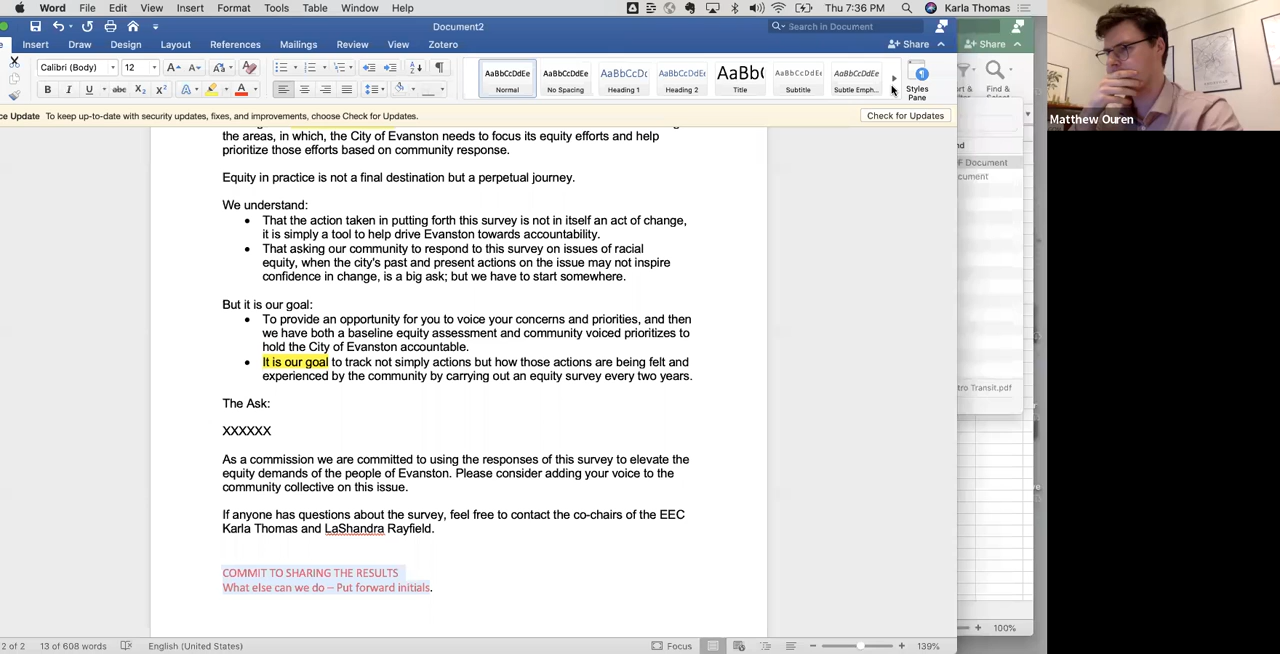 Word File Edit View Insert Format Tools Table Window Help Thu 7:36 PM Karla Thomas
Document2 Search in Document
Insert Draw Design Layout References Mailings Review View Zotero Share Share
Calibri (Body) 12
AaBbCcDdEe AaBbCcDdEe AaBbCcDc AaBbCcDdEe AaBb( AaBbCcDdEe AaBbCcDdEe
Normal No Spacing Heading 1 Heading 2 Title Subtitle Subtle Emph... Styles Pane Find &
ce Update To keep up-to-date with security updates, fixes, and improvements, choose Check for Updates. Check for Updates
Matthew Ouren
the areas, in which, the City of Evanston needs to focus its equity efforts and help
prioritize those efforts based on community response.
Equity in practice is not a final destination but a perpetual journey.
We understand:
• That the action taken in putting forth this survey is not in itself an act of change,
it is simply a tool to help drive Evanston towards accountability.
• That asking our community to respond to this survey on issues of racial
equity, when the city's past and present actions on the issue may not inspire
confidence in change, is a big ask; but we have to start somewhere.
But it is our goal:
• To provide an opportunity for you to voice your concerns and priorities, and then
we have both a baseline equity assessment and community voiced prioritizes to
hold the City of Evanston accountable.
• It is our goal to track not simply actions but how those actions are being felt and
experienced by the community by carrying out an equity survey every two years.
The Ask:
XXXXXX
As a commission we are committed to using the responses of this survey to elevate the
equity demands of the people of Evanston. Please consider adding your voice to the
community collective on this issue.
If anyone has questions about the survey, feel free to contact the co-chairs of the EEC
Karla Thomas and LaShandra Rayfield.
COMMIT TO SHARING THE RESULTS
What else can we do – Put forward initials.
F Document
cument
tro Transit.pdf
2 of 2 13 of 608 words English (United States) Focus 139%
100%